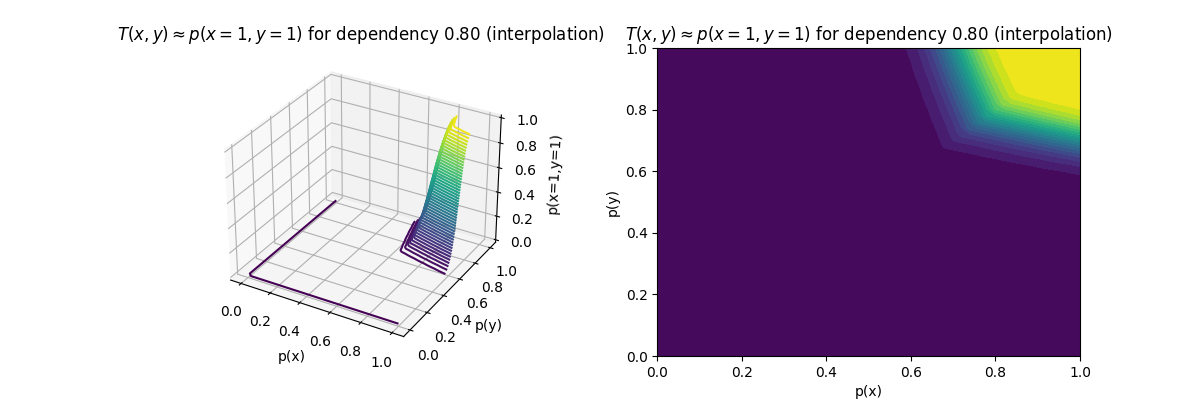 T(x, y) ≈ p(x = 1, y = 1) for dependency 0.80 (interpolation)
1.0
0.8
0.6
0.4
0.2
0.0
p(x=1,y=1)
0.0 0.2 0.4 0.6 0.8 1.0
p(x)
0.0 0.2 0.4 0.6 0.8 1.0
p(y)
T(x, y) ≈ p(x = 1, y = 1) for dependency 0.80 (interpolation)
1.0
0.8
0.6
0.4
0.2
0.0
p(y)
0.0 0.2 0.4 0.6 0.8 1.0
p(x)